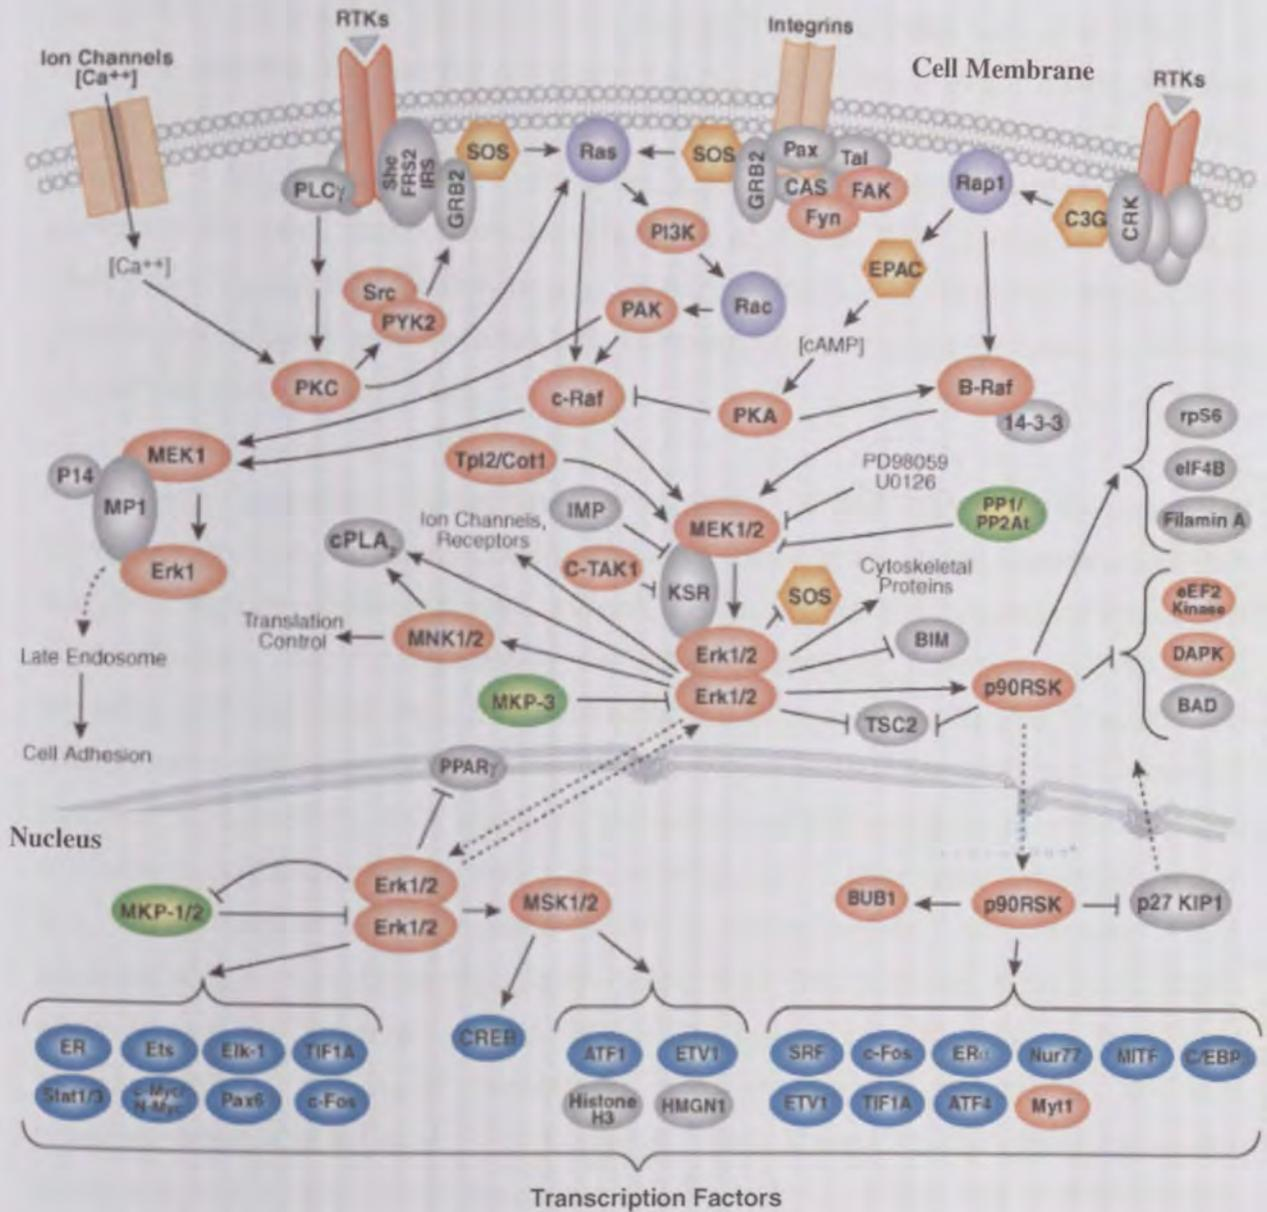 RTKs
Integrins
Ion Channels
[Ca++]
Cell Membrane
RTKs
SOS
Ras
SOS
GRB2
Pax
Tal
CAS
FAK
Fyn
Rap1
C3G
CRK
PLCγ
She
FRS2
IRS
GRB2
PI3K
EPAC
[Ca++]
Src
PYK2
PAK
Rac
[cAMP]
PKC
c-Raf
PKA
B-Raf
14-3-3
rpS6
eIF4B
Filamin A
MEK1
P14
MP1
Erk1
Tpl2/Cot1
PD98059
U0126
IMP
MEK1/2
PP1/
PP2At
Ion Channels,
Receptors
cPLA2
C-TAK1
KSR
SOS
Cytoskeletal
Proteins
eEF2
Kinase
DAPK
BAD
Translation
Control
MNK1/2
Erk1/2
Erk1/2
BIM
p90RSK
MKP-3
TSC2
Late Endosome
Cell Adhesion
PPARγ
Nucleus
Erk1/2
Erk1/2
MKP-1/2
MSK1/2
BUB1
p90RSK
p27 KIP1
ER
Ets
Elk-1
TIF1A
Stat1/3
c-Myc/
N-Myc
Pax6
c-Fos
CREB
ATF1
ETV1
Histone
H3
HMGN1
SRF
c-Fos
ERα
Nur77
MITF
C/EBP
ETV1
TIF1A
ATF4
Myt1
Transcription Factors